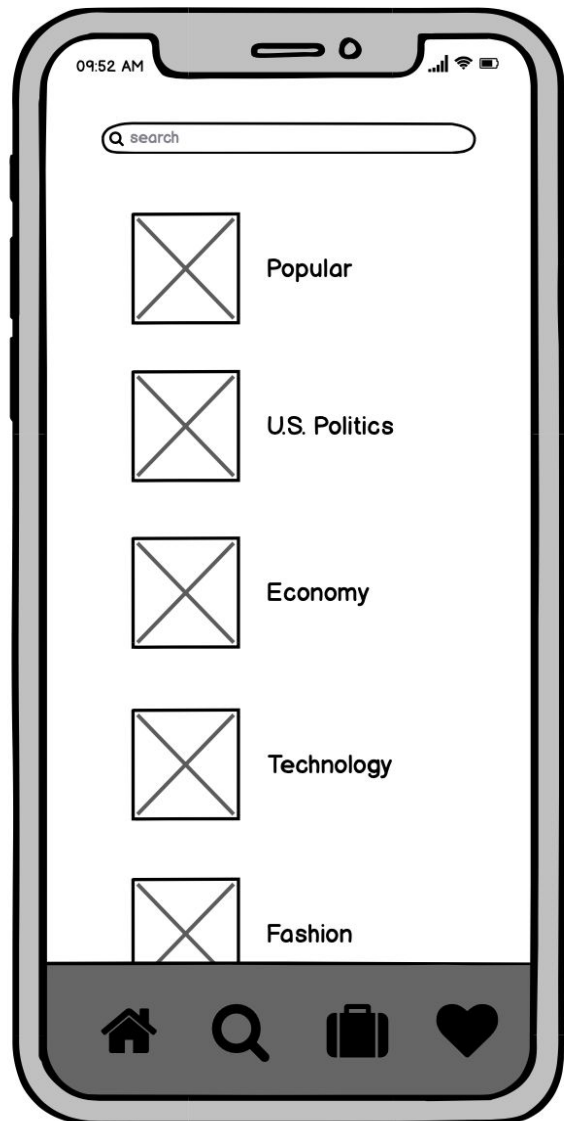 09:52 AM
search
Popular
U.S. Politics
Economy
Technology
Fashion